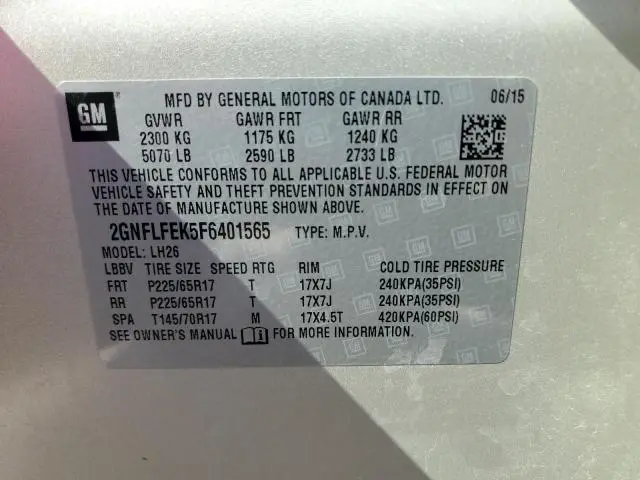 GM MFD BY GENERAL MOTORS OF CANADA LTD. 06/15
GVWR GAWR FRT GAWR RR
2300 KG 1175 KG 1240 KG
5070 LB 2590 LB 2733 LB
THIS VEHICLE CONFORMS TO ALL APPLICABLE U.S. FEDERAL MOTOR
VEHICLE SAFETY AND THEFT PREVENTION STANDARDS IN EFFECT ON
THE DATE OF MANUFACTURE SHOWN ABOVE.
2GNFLFEK5F6401565 TYPE: M.P.V.
MODEL: LH26
LBBV TIRE SIZE SPEED RTG RIM COLD TIRE PRESSURE
FRT P225/65R17 T 17X7J 240KPA(35PSI)
RR P225/65R17 T 17X7J 240KPA(35PSI)
SPA T145/70R17 M 17X4.5T 420KPA(60PSI)
SEE OWNER'S MANUAL FOR MORE INFORMATION.